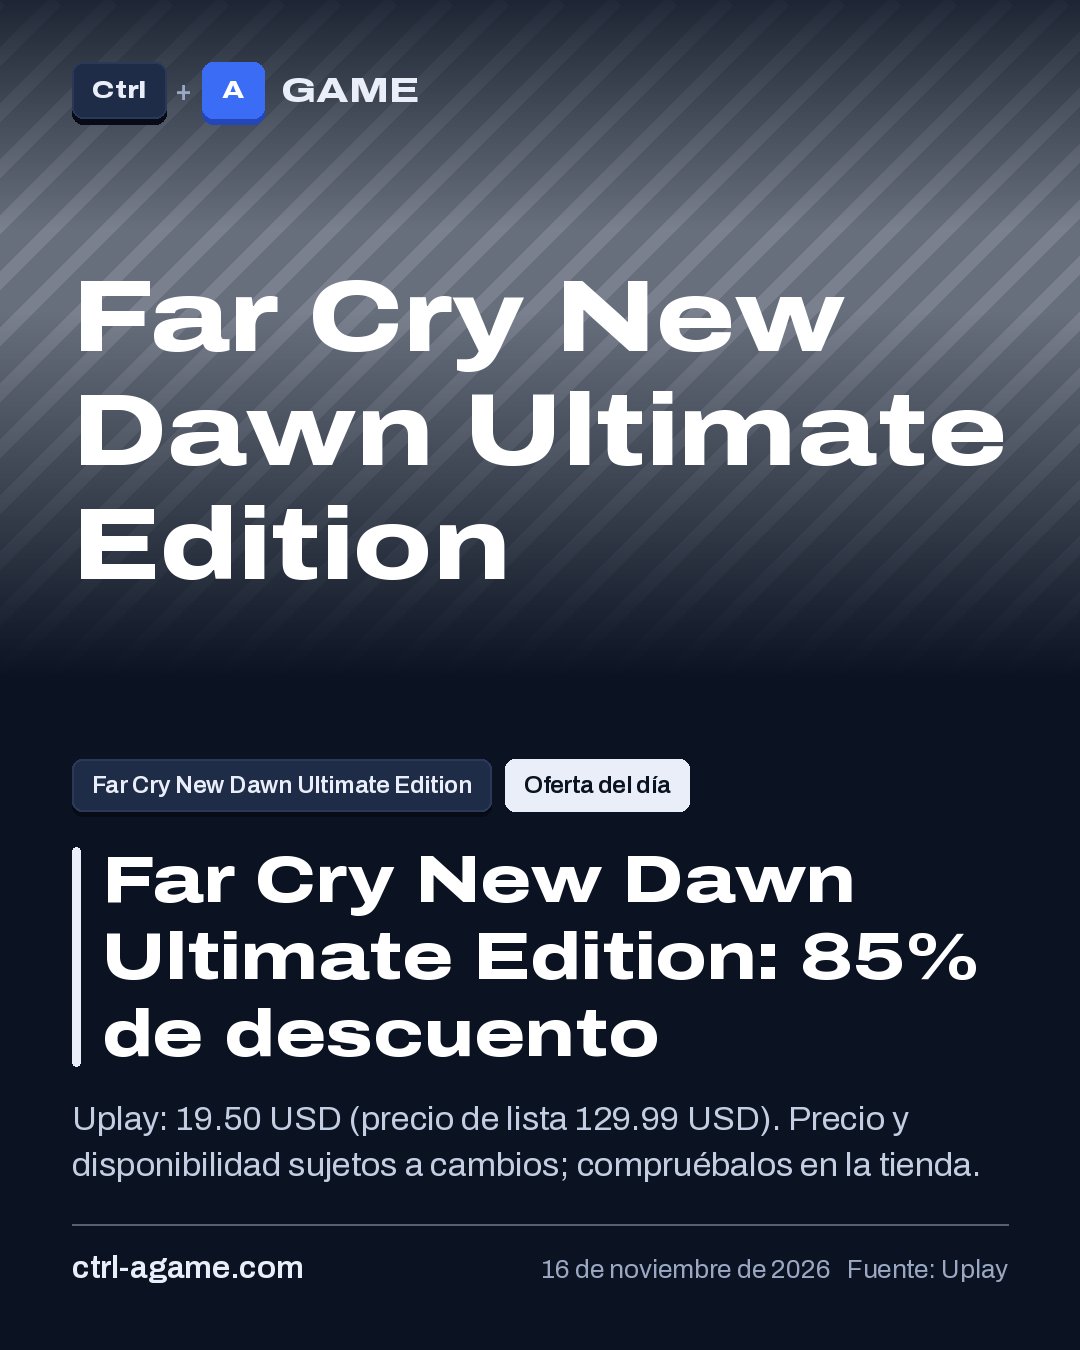 Ctrl + A GAME
Far Cry New
Dawn Ultimate
Edition
Far Cry New Dawn Ultimate Edition
Oferta del día
Far Cry New Dawn
Ultimate Edition: 85%
de descuento
Uplay: 19.50 USD (precio de lista 129.99 USD). Precio y
disponibilidad sujetos a cambios; compruébalos en la tienda.
ctrl-agame.com
16 de noviembre de 2026 Fuente: Uplay